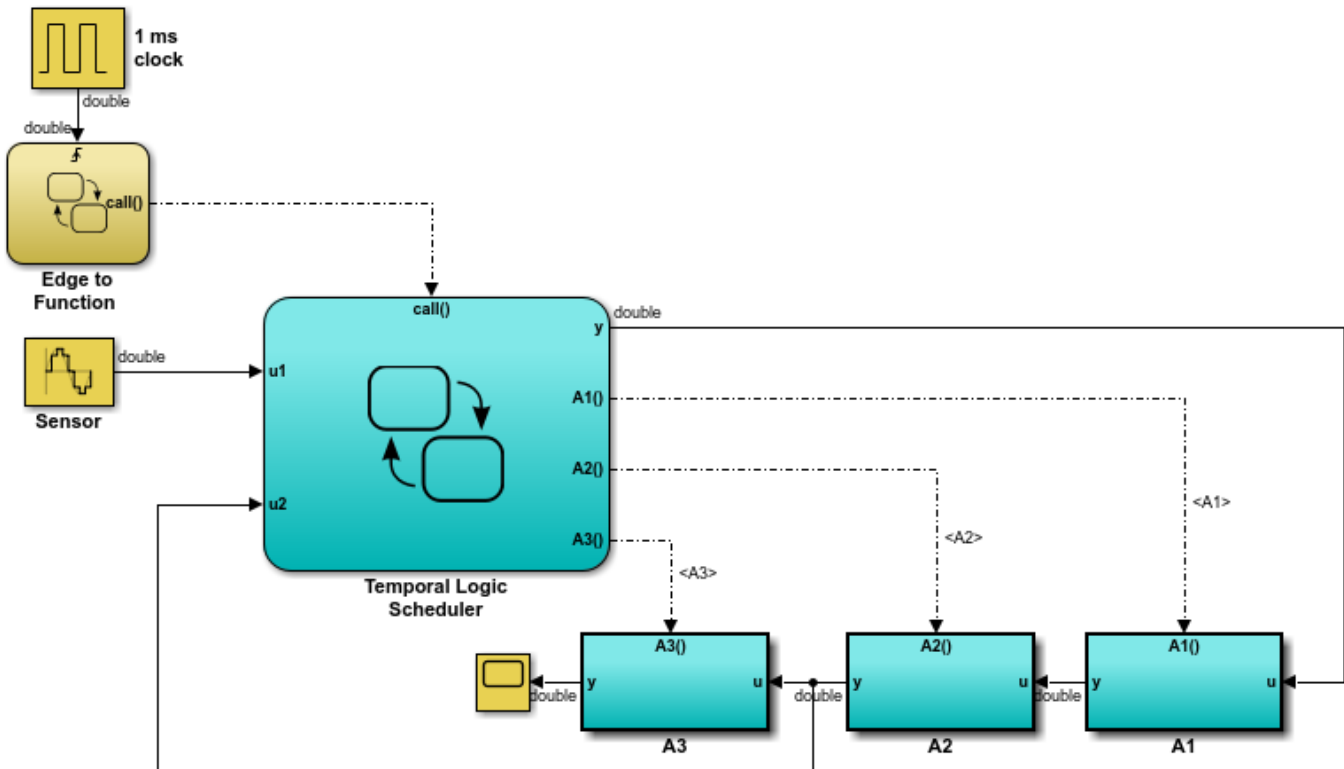 1 ms
clock
double
double
call()
Edge to
Function
call()
y
double
double
u1
Sensor
A1()
A2()
<A1>
u2
<A2>
A3()
<A3>
Temporal Logic
Scheduler
A3()
A2()
A1()
y
u
y
u
y
u
double
double
double
A3
A2
A1